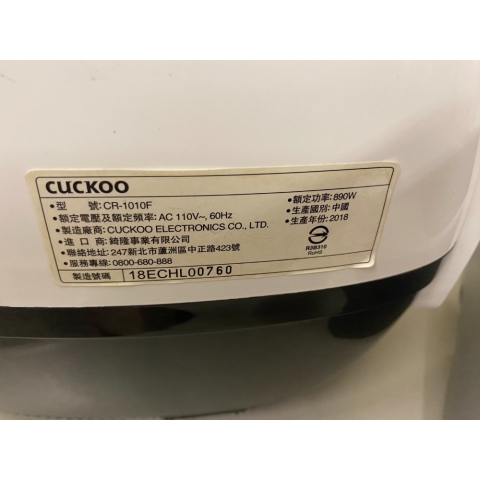 CUCKOO
•型 號: CR-1010F
•額定功率: 890W
•額定電壓及額定頻率: AC 110V~, 60Hz
•生產國別: 中國
•製造廠商: CUCKOO ELECTRONICS CO., LTD.
•生產年份: 2018
•進 口 商: 鍋隆事業有限公司
•聯絡地址: 247新北市蘆洲區中正路423號
R3B310
RoHS
•服務專線: 0800-680-888
製造號碼 18ECHL00760